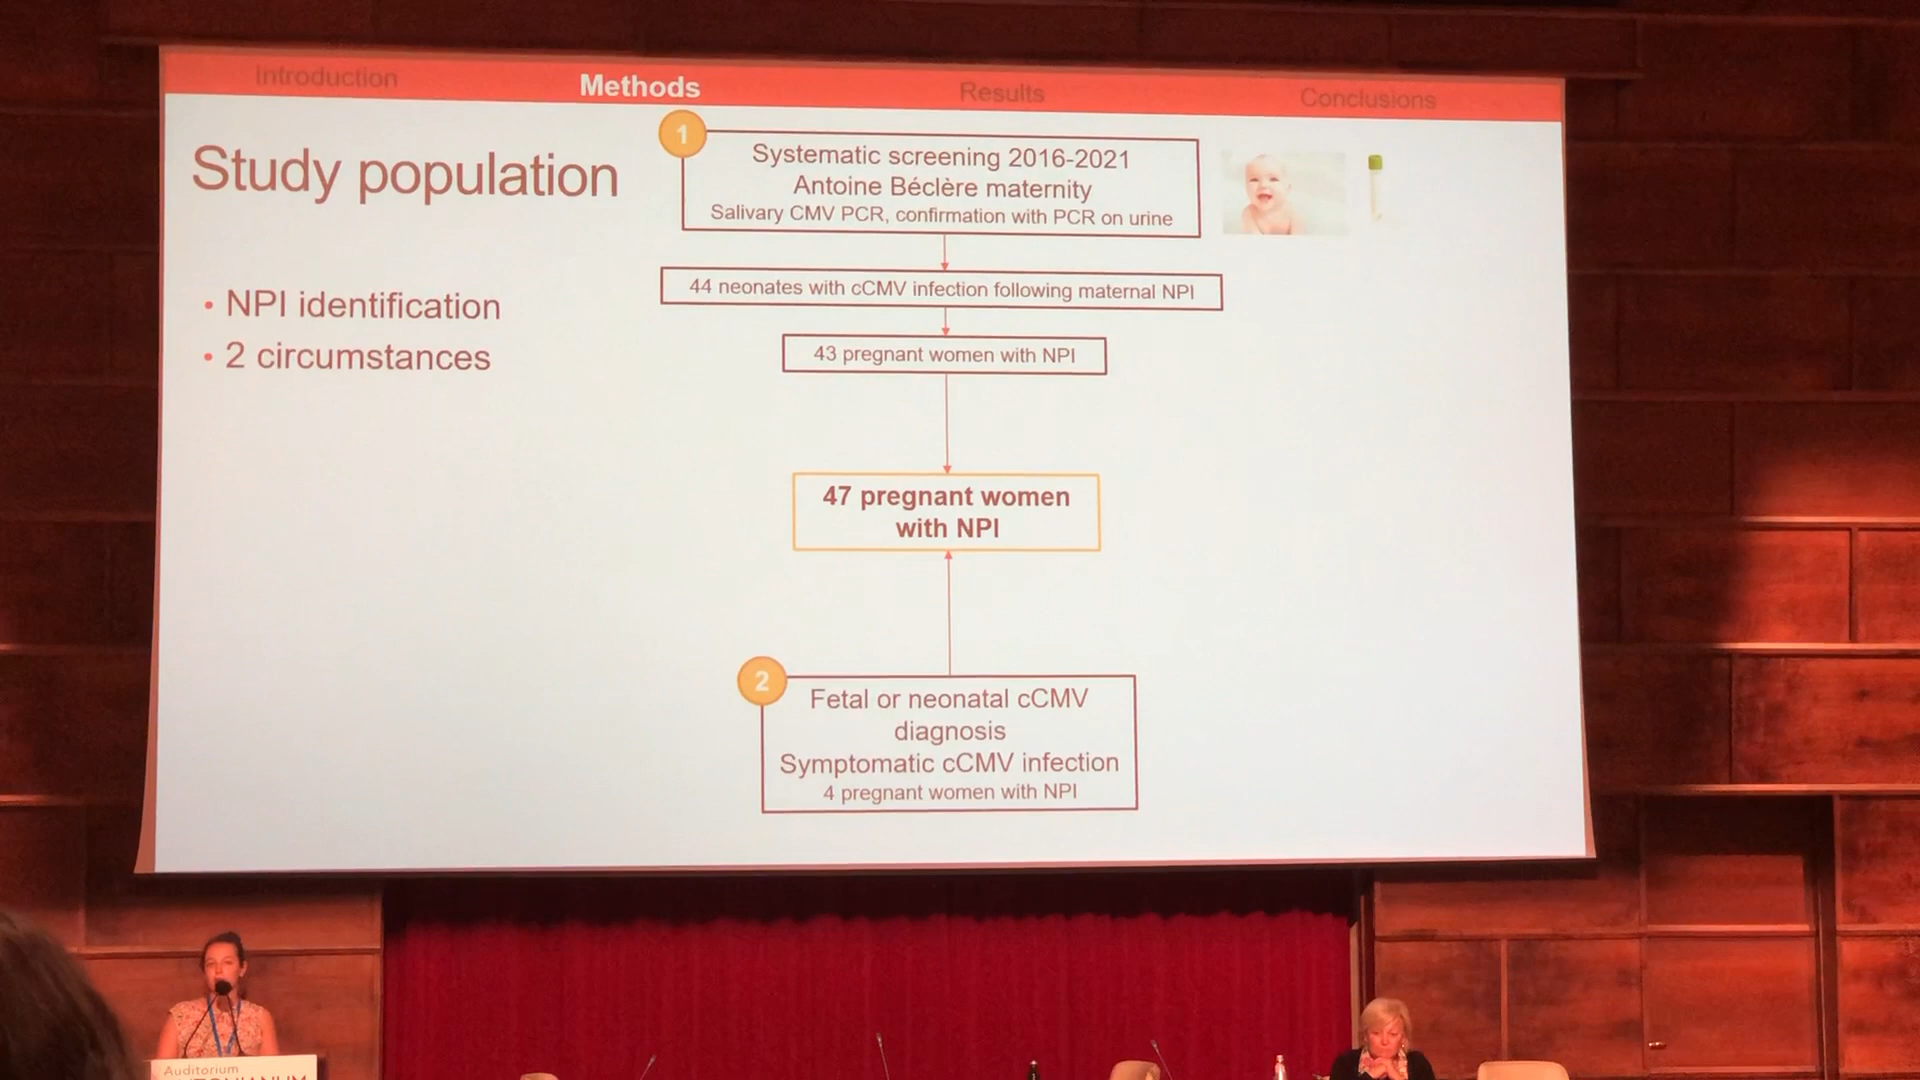 Introduction
Methods
Results
Conclusions
Study population
• NPI identification
• 2 circumstances
1
Systematic screening 2016-2021
Antoine Béclère maternity
Salivary CMV PCR, confirmation with PCR on urine
44 neonates with cCMV infection following maternal NPI
43 pregnant women with NPI
47 pregnant women
with NPI
2
Fetal or neonatal cCMV
diagnosis
Symptomatic cCMV infection
4 pregnant women with NPI
Auditorium